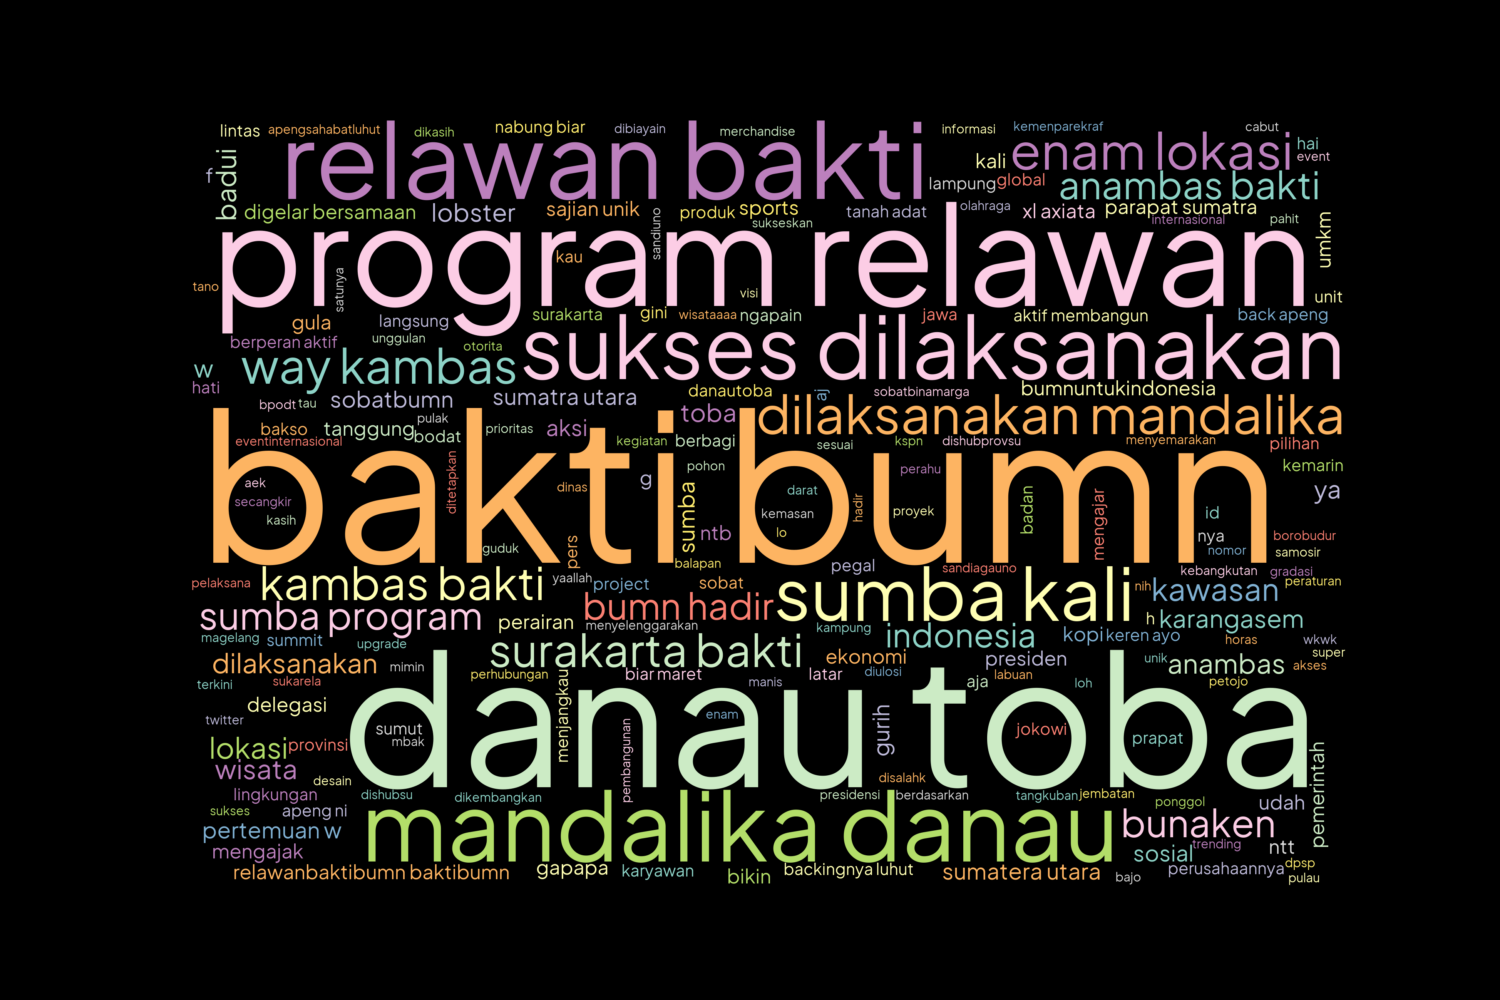 lintas apengsahabatluhut dikasih nabung biar dibiayain merchandise informasi kemenparekraf cabut
f badui relawan bakti kali enam lokasi hai event
lampung global anambas bakti
digelar bersamaan lobster sajian unik sandiuno produk sports sukseskan tanah adat olahraga xl axiata parapat sumatra internasional pahit umkm
tano satunya program relawan kau visi unit
gula langsung surakarta gini wisataaaa ngapain jawa aktif membangun back apeng
berperan aktif unggulan otorita sukses dilaksanakan
w way kambas
hati bpodt tau sobatbumn sumatra utara danautoba aj sobatbinamarga bumnuntukindonesia
bakso tanggung pulak bodat prioritas aksi toba dilaksanakan mandalika
eventinternasional kegiatan berbagi sesuai kspn dishubprovsu menyemarakan pilihan
bakti bumn kemarin
aek secangkir kasih ditetapkan dinas g pohon sumba ntb darat kemasan lo hadir perahu proyek badan mengajar id ya
guduk pers balapan nya nomor borobudur samosir
pelaksana kambas bakti yaallah project sobat pegal sandiagauno kebangkutan gradasi peraturan
sumba program perairan bumn hadir sumba kali nih kawasan
magelang summit upgrade menyelenggarakan kampung indonesia kopi keren ayo h karangasem horas wkwk super
dilaksanakan mimin surakarta bakti ekonomi presiden unik anambas akses
terkini sukarela perhubungan menjangkau biar maret manis latar diulosi aja labuan loh petojo
delegasi danau toba
twitter sumut mbak pembangunan enam gurih jokowi prapat
lokasi provinsi
wisata desain disalahk pemerintah
lingkungan dishubsu dikembangkan presidensi berdasarkan tangkuban jembatan ponggol udah
sukses apeng ni mandalika danau bunaken
pertemuan w trending ntt
mengajak sosial
relawanbaktibumn baktibumn gapapa karyawan bikin backingnya luhut sumatera utara bajo perusahaannya dpsp pulau